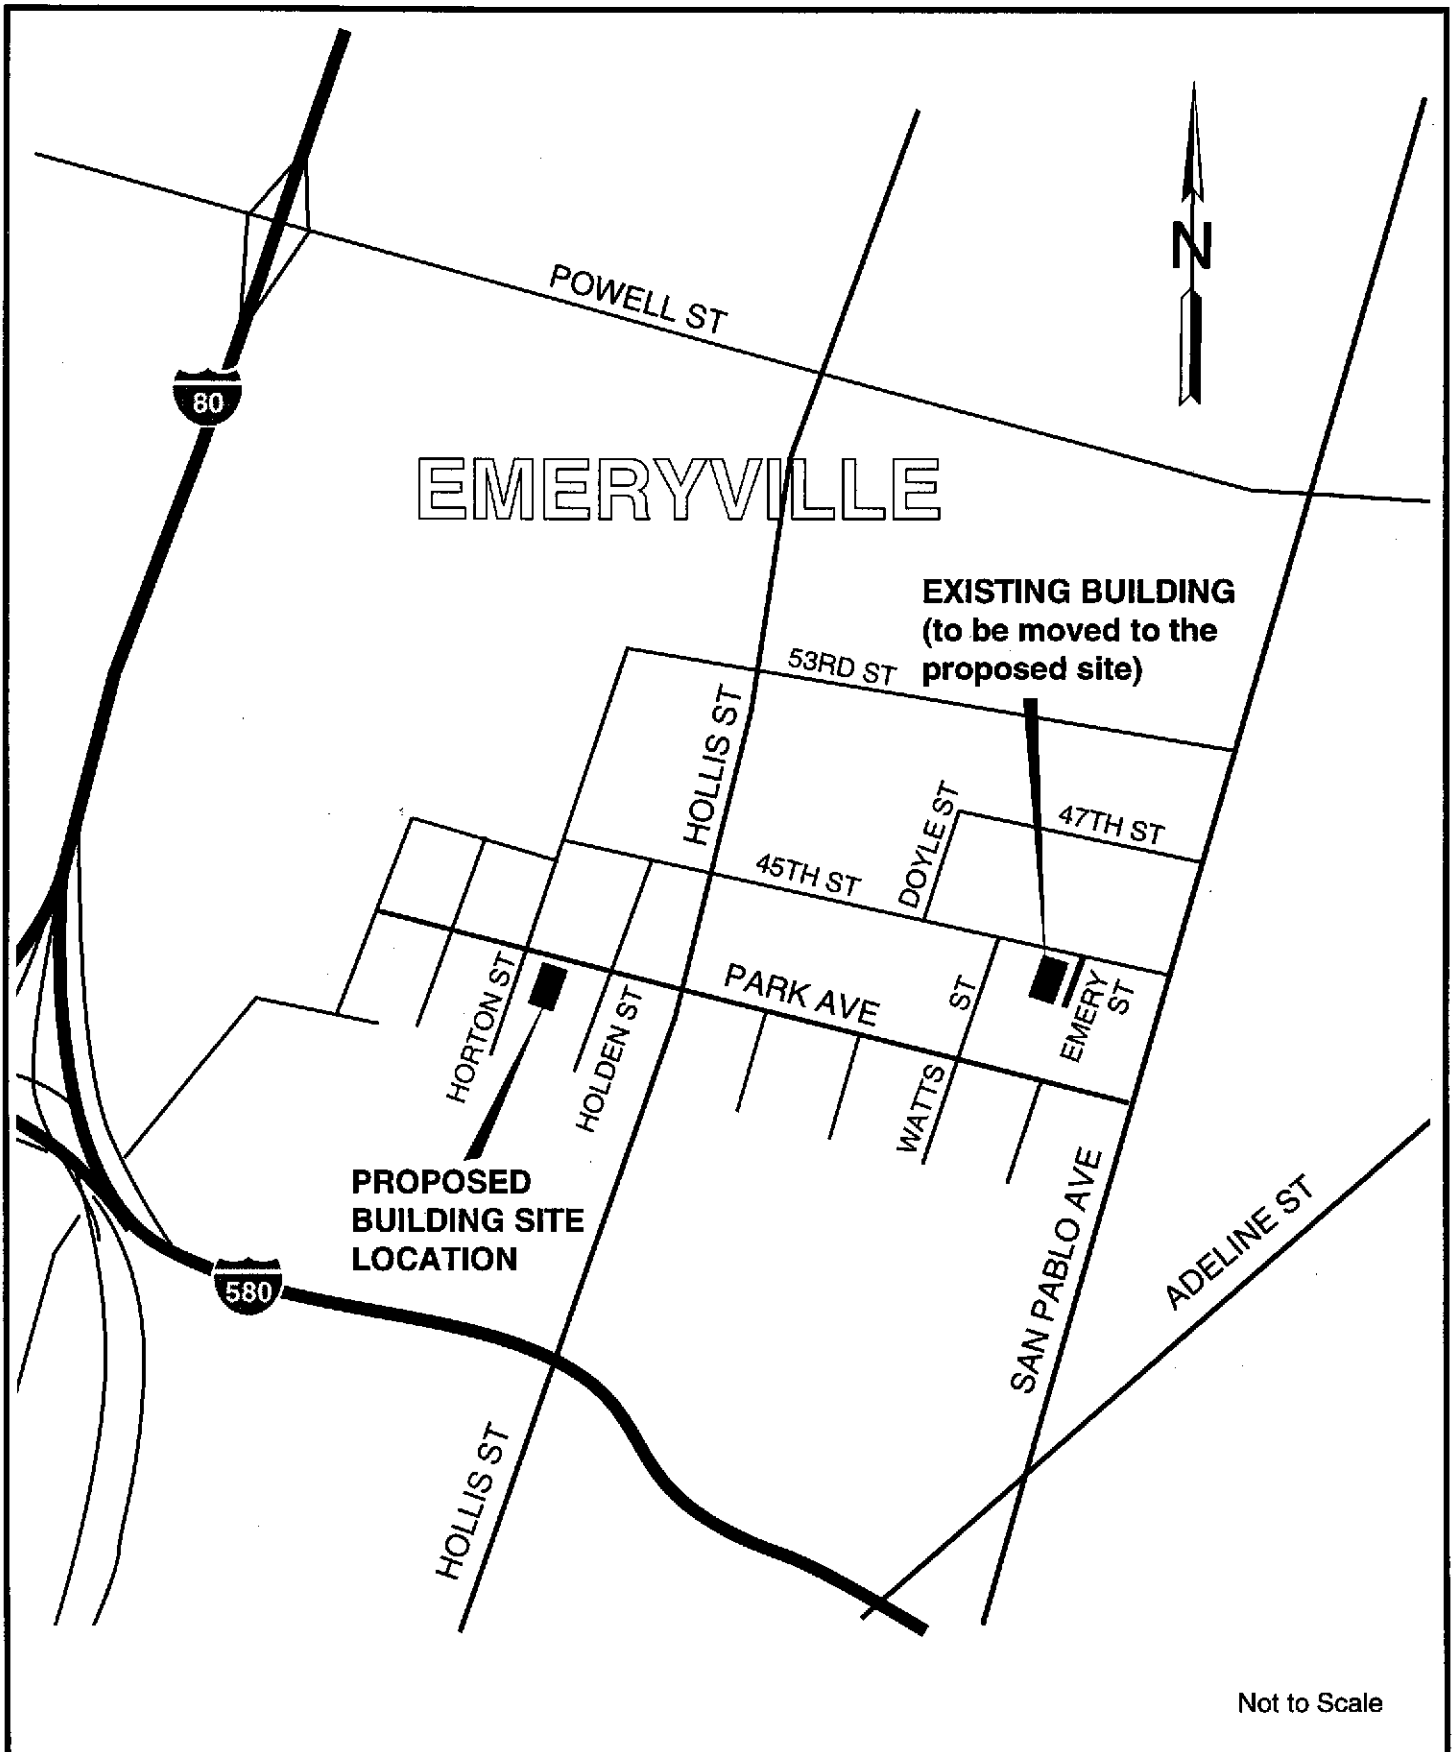 N
POWELL ST
80
EMERYVILLE
EXISTING BUILDING
(to be moved to the
proposed site)
53RD ST
HOLLIS ST
DOYLE ST
47TH ST
45TH ST
PARK AVE
HORTON ST
HOLDEN ST
WATTS ST
EMERY
ST
PROPOSED
BUILDING SITE
LOCATION
580
SAN PABLO AVE
ADELINE ST
HOLLIS ST
Not to Scale